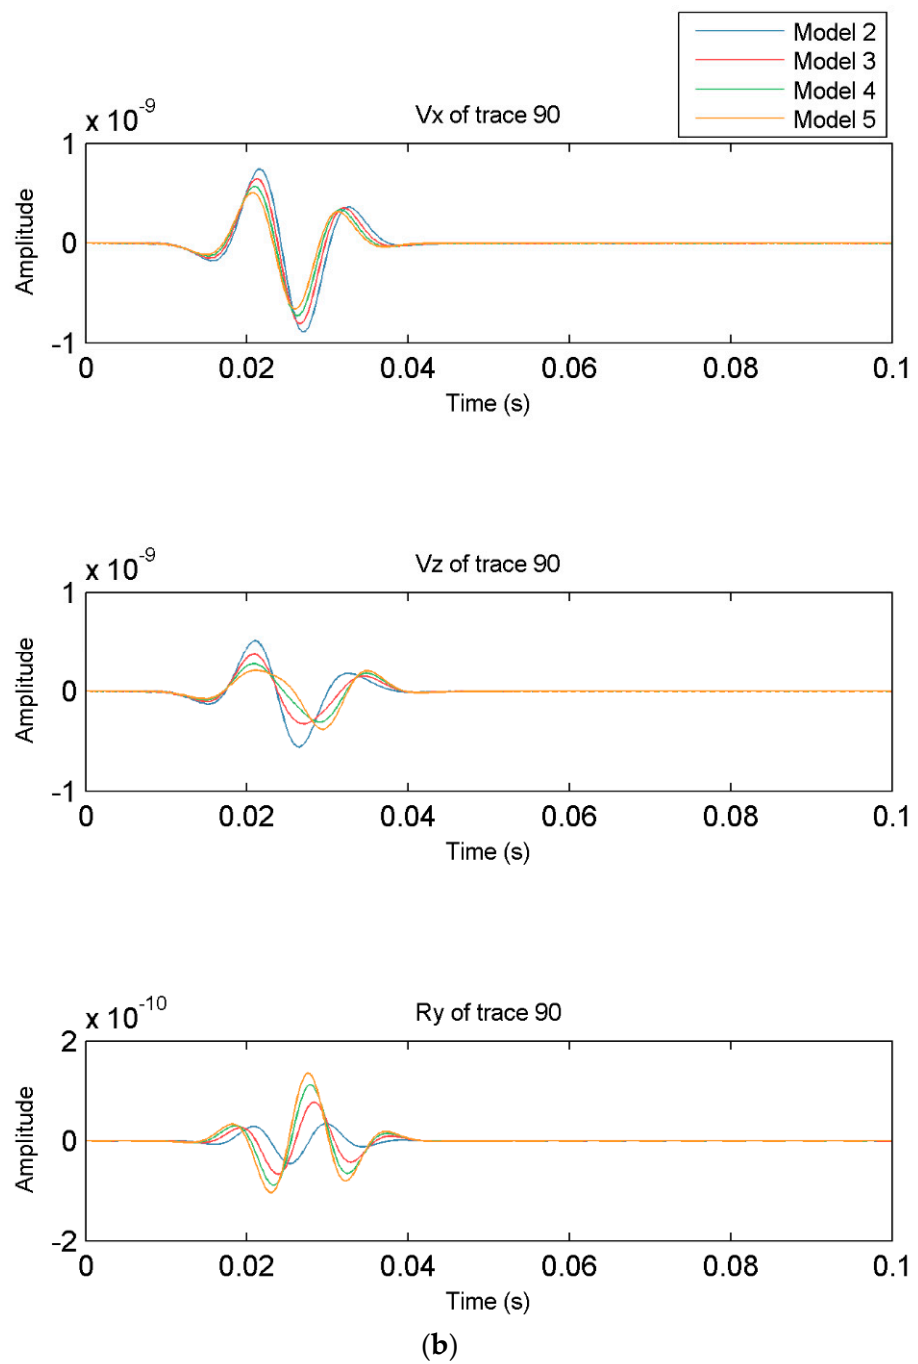 Model 2
Model 3
Model 4
Model 5
x 10^-9
Vx of trace 90
1
0
-1
Amplitude
0 0.02 0.04 0.06 0.08 0.1
Time (s)
x 10^-9
Vz of trace 90
1
0
-1
Amplitude
0 0.02 0.04 0.06 0.08 0.1
Time (s)
x 10^-10
Ry of trace 90
2
0
-2
Amplitude
0 0.02 0.04 0.06 0.08 0.1
Time (s)
(b)